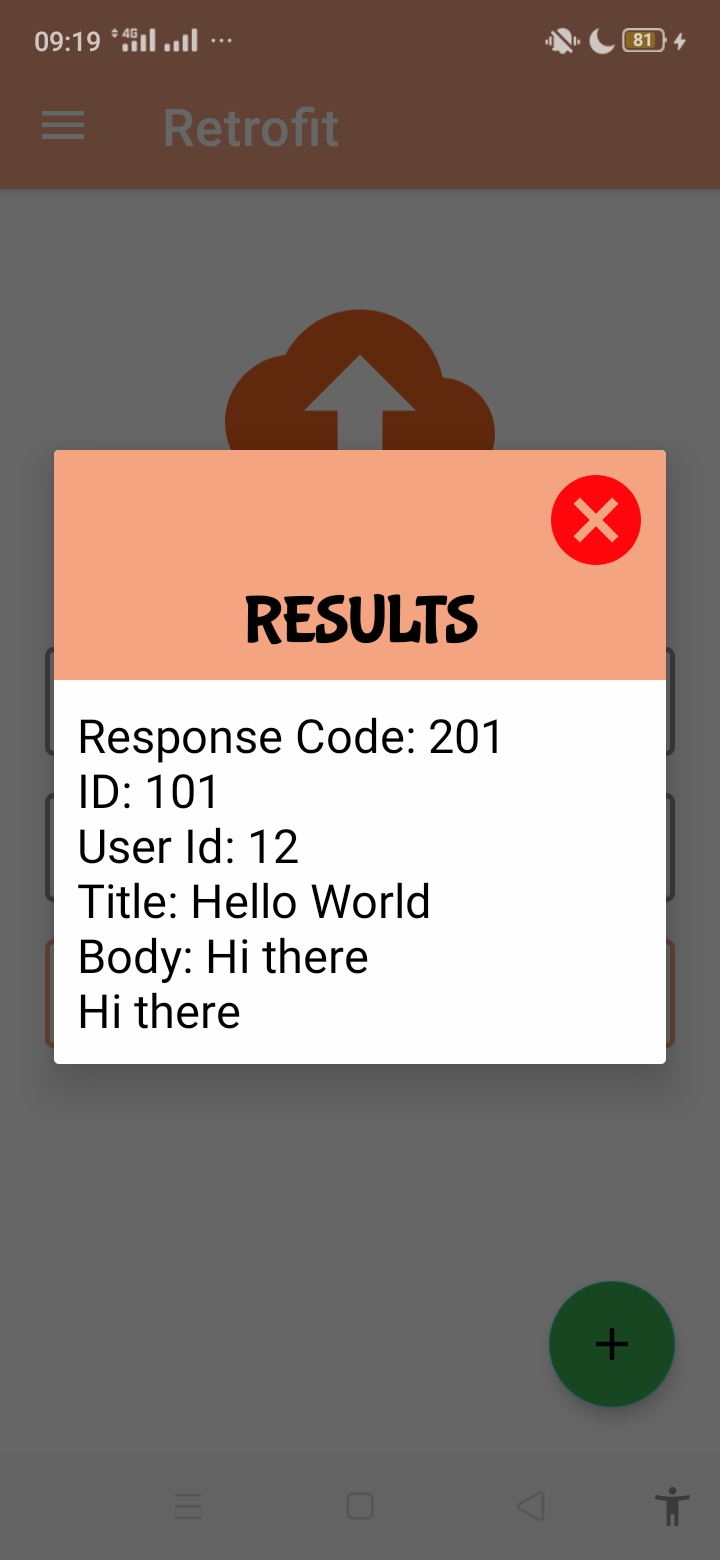 09:19 4G 81
Retrofit
RESULTS
Response Code: 201
ID: 101
User Id: 12
Title: Hello World
Body: Hi there
Hi there